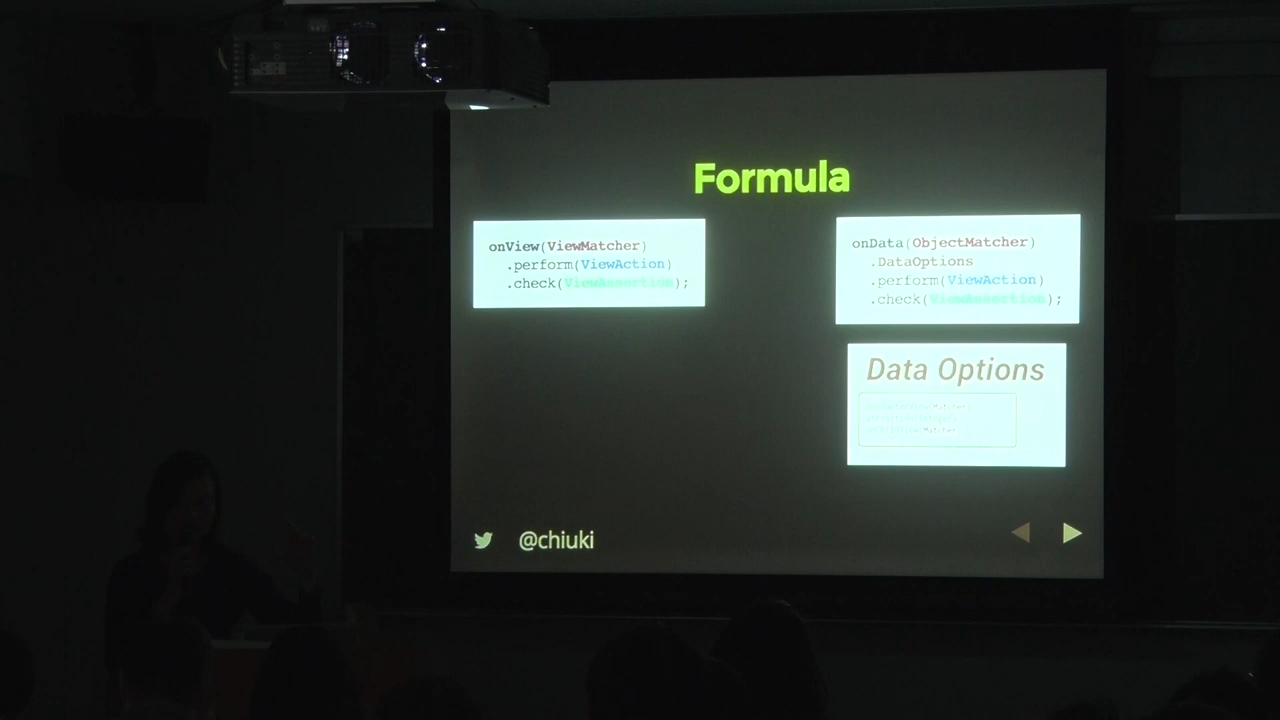 Formula
onView(ViewMatcher)
.perform(ViewAction)
.check(ViewAssertion);
onData(ObjectMatcher)
.DataOptions
.perform(ViewAction)
.check(ViewAssertion);
Data Options
@chiuki